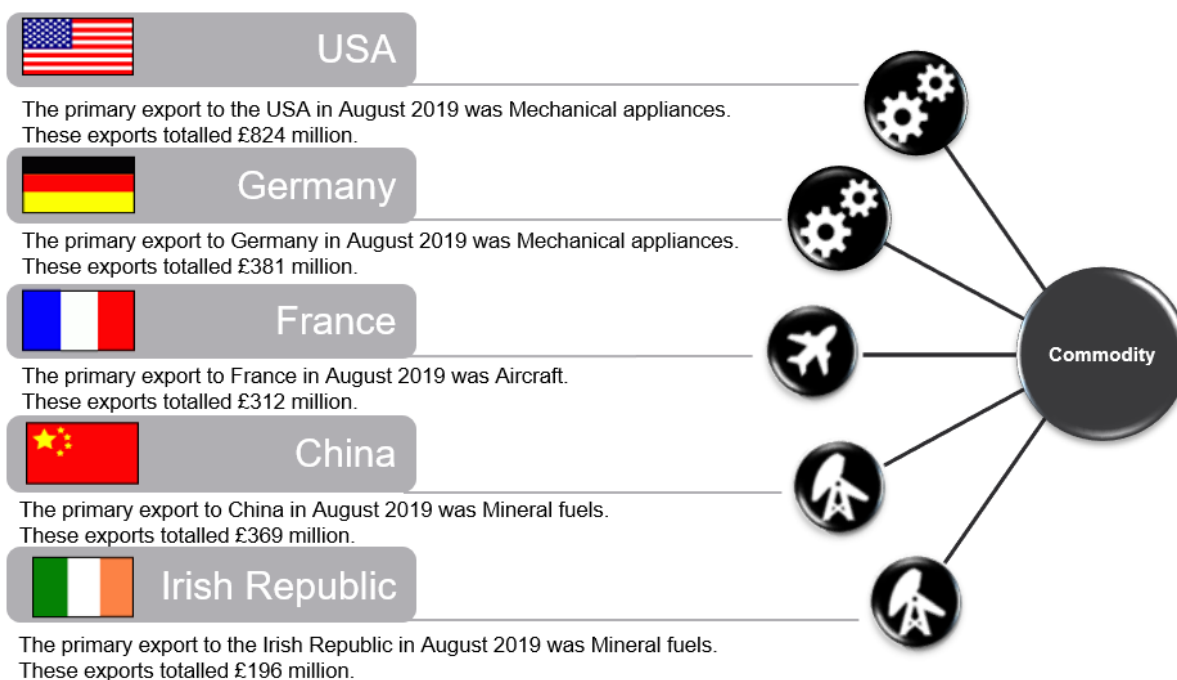 USA
The primary export to the USA in August 2019 was Mechanical appliances.
These exports totalled £824 million.
Germany
The primary export to Germany in August 2019 was Mechanical appliances.
These exports totalled £381 million.
France
The primary export to France in August 2019 was Aircraft.
These exports totalled £312 million.
China
The primary export to China in August 2019 was Mineral fuels.
These exports totalled £369 million.
Irish Republic
The primary export to the Irish Republic in August 2019 was Mineral fuels.
These exports totalled £196 million.
Commodity